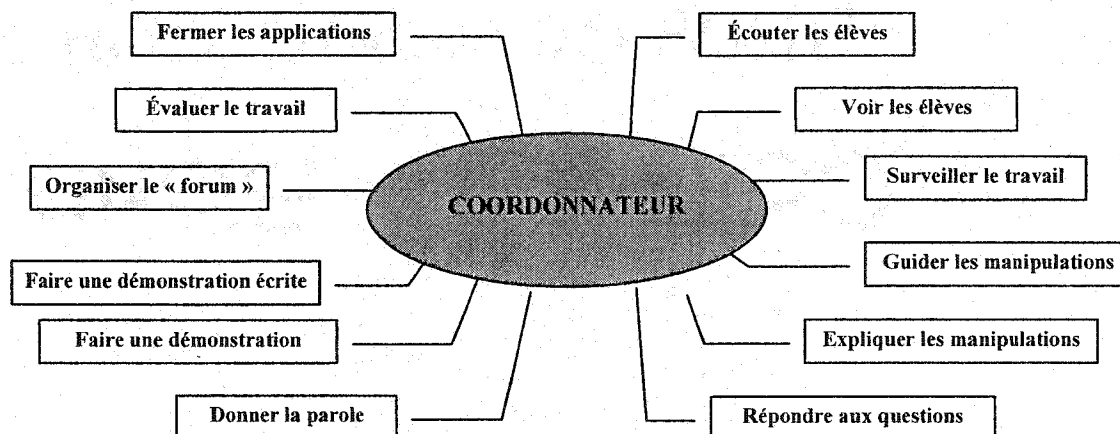 Fermer les applications
Écouter les élèves
Évaluer le travail
Voir les élèves
Organiser le « forum »
Surveiller le travail
COORDONNATEUR
Faire une démonstration écrite
Guider les manipulations
Faire une démonstration
Expliquer les manipulations
Donner la parole
Répondre aux questions